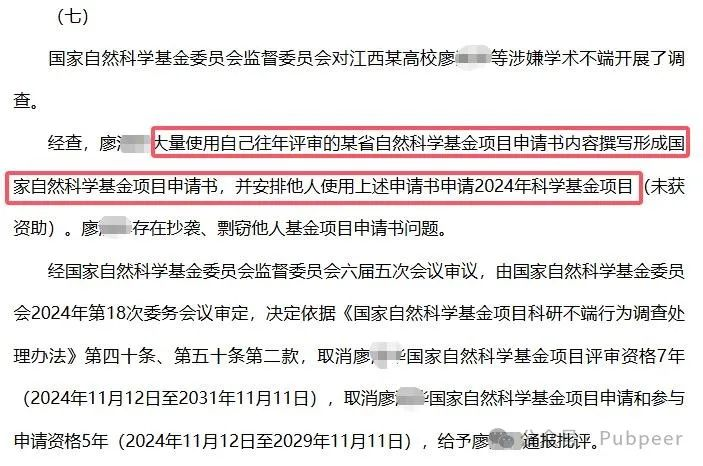 （七）
国家自然科学基金委员会监督委员会对江西某高校廖 等涉嫌学术不端开展了调
查。
经查，廖 大量使用自己往年评审的某省自然科学基金项目申请书内容撰写形成国
家自然科学基金项目申请书，并安排他人使用上述申请书申请2024年科学基金项目（未获
资助）。廖 存在抄袭、剽窃他人基金项目申请书问题。
经国家自然科学基金委员会监督委员会六届五次会议审议，由国家自然科学基金委员
会2024年第18次委务会议审定，决定依据《国家自然科学基金项目科研不端行为调查处
理办法》第四十条、第五十条第二款，取消廖 华国家自然科学基金项目评审资格7年
（2024年11月12日至2031年11月11日），取消廖 华国家自然科学基金项目申请和参与
申请资格5年（2024年11月12日至2029年11月11日），给予廖 通报批评。
公众号 · Pubpeer